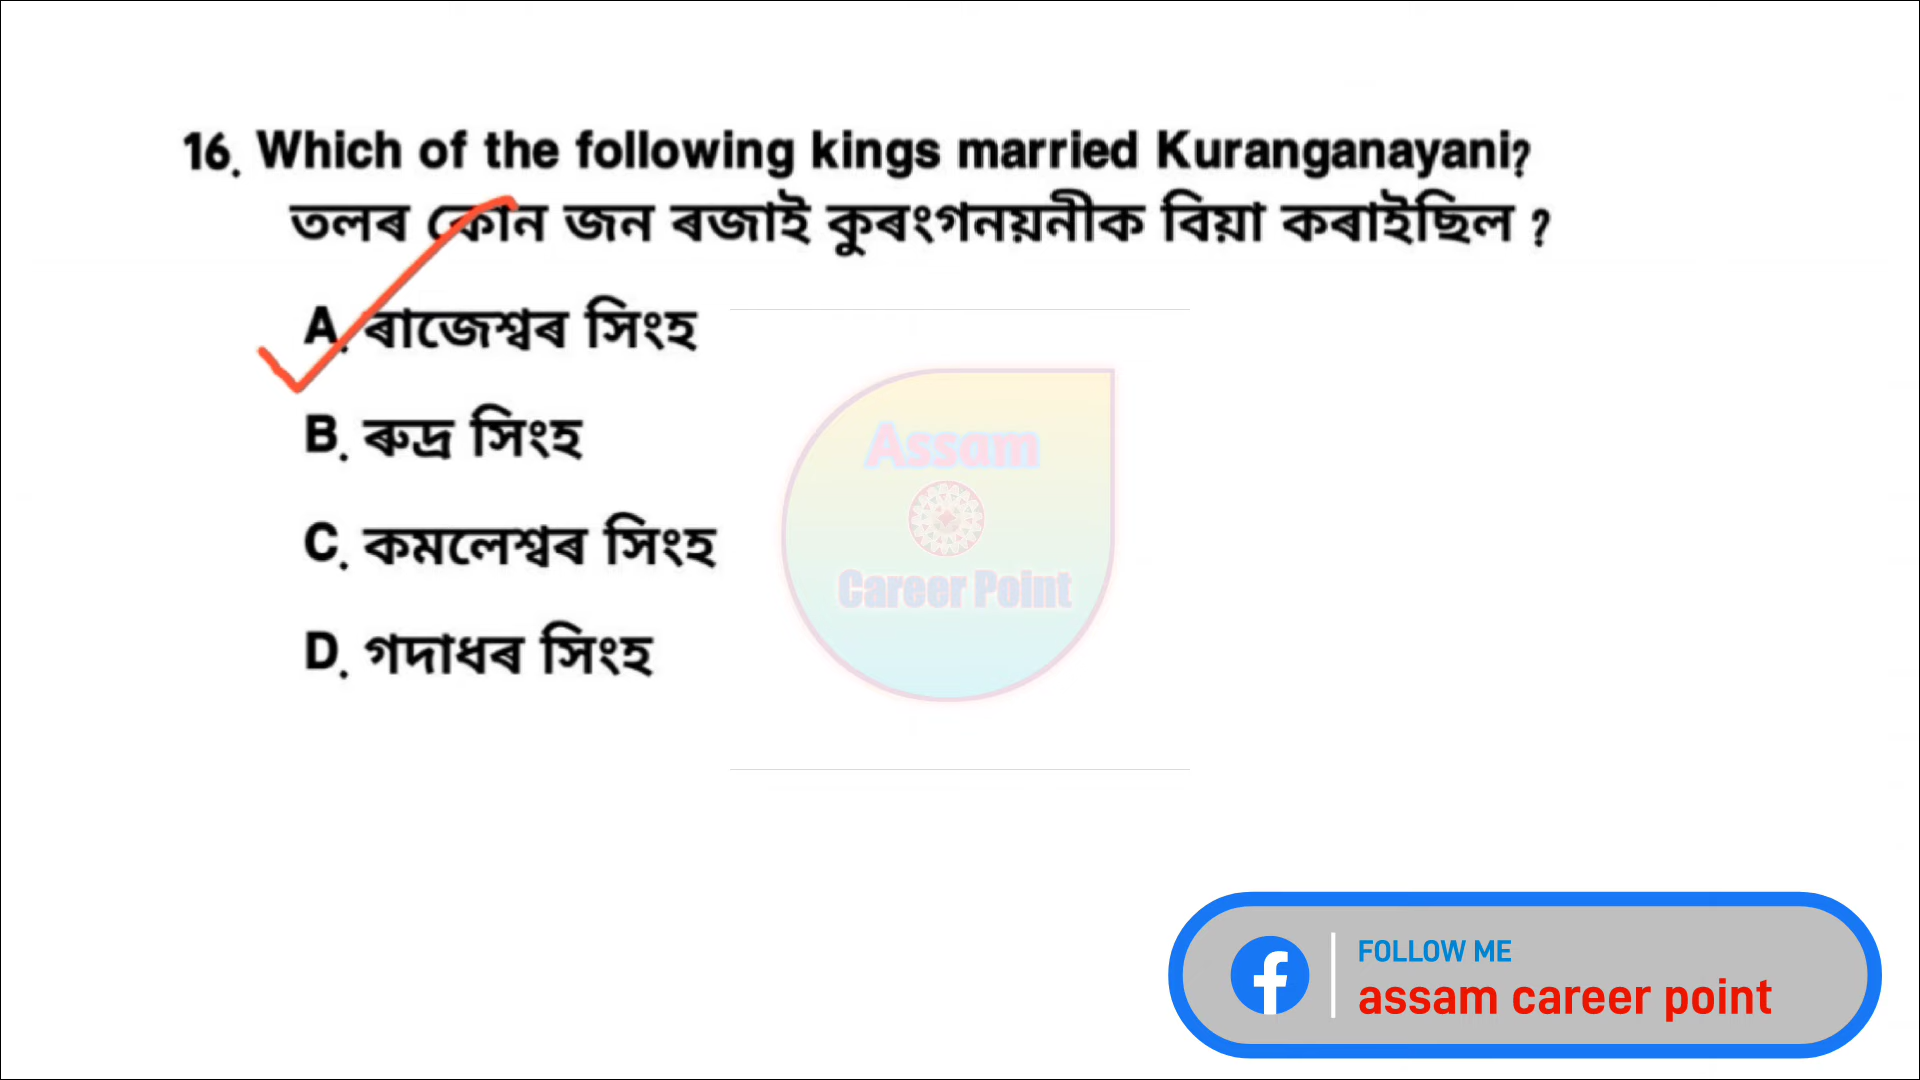 16. Which of the following kings married Kuranganayani?
তলৰ কোন জন ৰজাই কুৰংগনয়নীক বিয়া কৰাইছিল ?
A. ৰাজেশ্বৰ সিংহ
B. ৰুদ্ৰ সিংহ
C. কমলেশ্বৰ সিংহ
D. গদাধৰ সিংহ
Assam
Career Point
FOLLOW ME
assam career point